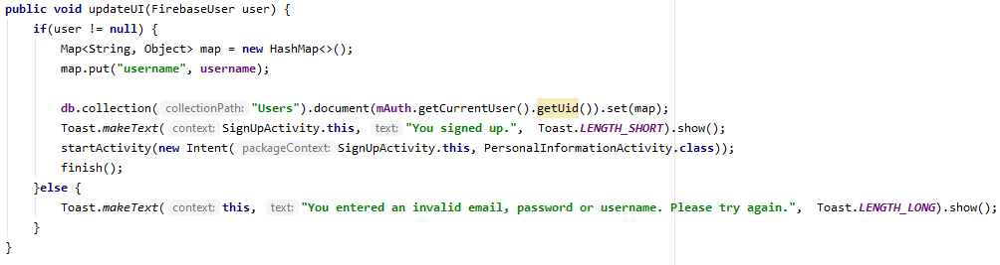 public void updateUI(FirebaseUser user) {
if(user != null) {
Map<String, Object> map = new HashMap<>();
map.put("username", username);
db.collection( collectionPath: "Users").document(mAuth.getCurrentUser().getUid()).set(map);
Toast.makeText( context: SignUpActivity.this, text: "You signed up.", Toast.LENGTH_SHORT).show();
startActivity(new Intent( packageContext: SignUpActivity.this, PersonalInformationActivity.class));
finish();
}else {
Toast.makeText( context: this, text: "You entered an invalid email, password or username. Please try again.", Toast.LENGTH_LONG).show();
}
}